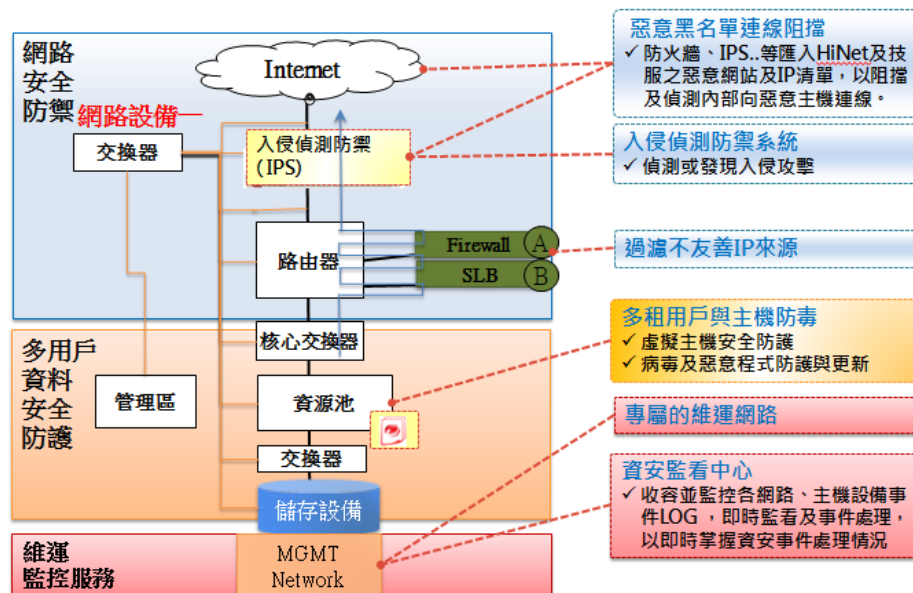 網路
安全
防禦
網路設備一
交換器
Internet
入侵偵測防禦
(IPS)
路由器
Firewall
A
SLB
B
核心交換器
多用戶
資料
安全
防護
管理區
資源池
交換器
儲存設備
維運
監控服務
MGMT
Network
惡意黑名單連線阻擋
✓ 防火牆、IPS..等匯入HiNet及技
服之惡意網站及IP清單，以阻擋
及偵測內部向惡意主機連線。
入侵偵測防禦系統
✓ 偵測或發現入侵攻擊
過濾不友善IP來源
多租用戶與主機防毒
✓ 虛擬主機安全防護
✓ 病毒及惡意程式防護與更新
專屬的維運網路
資安監看中心
✓ 收容並監控各網路、主機設備事
件LOG ，即時監看及事件處理，
以即時掌握資安事件處理情況